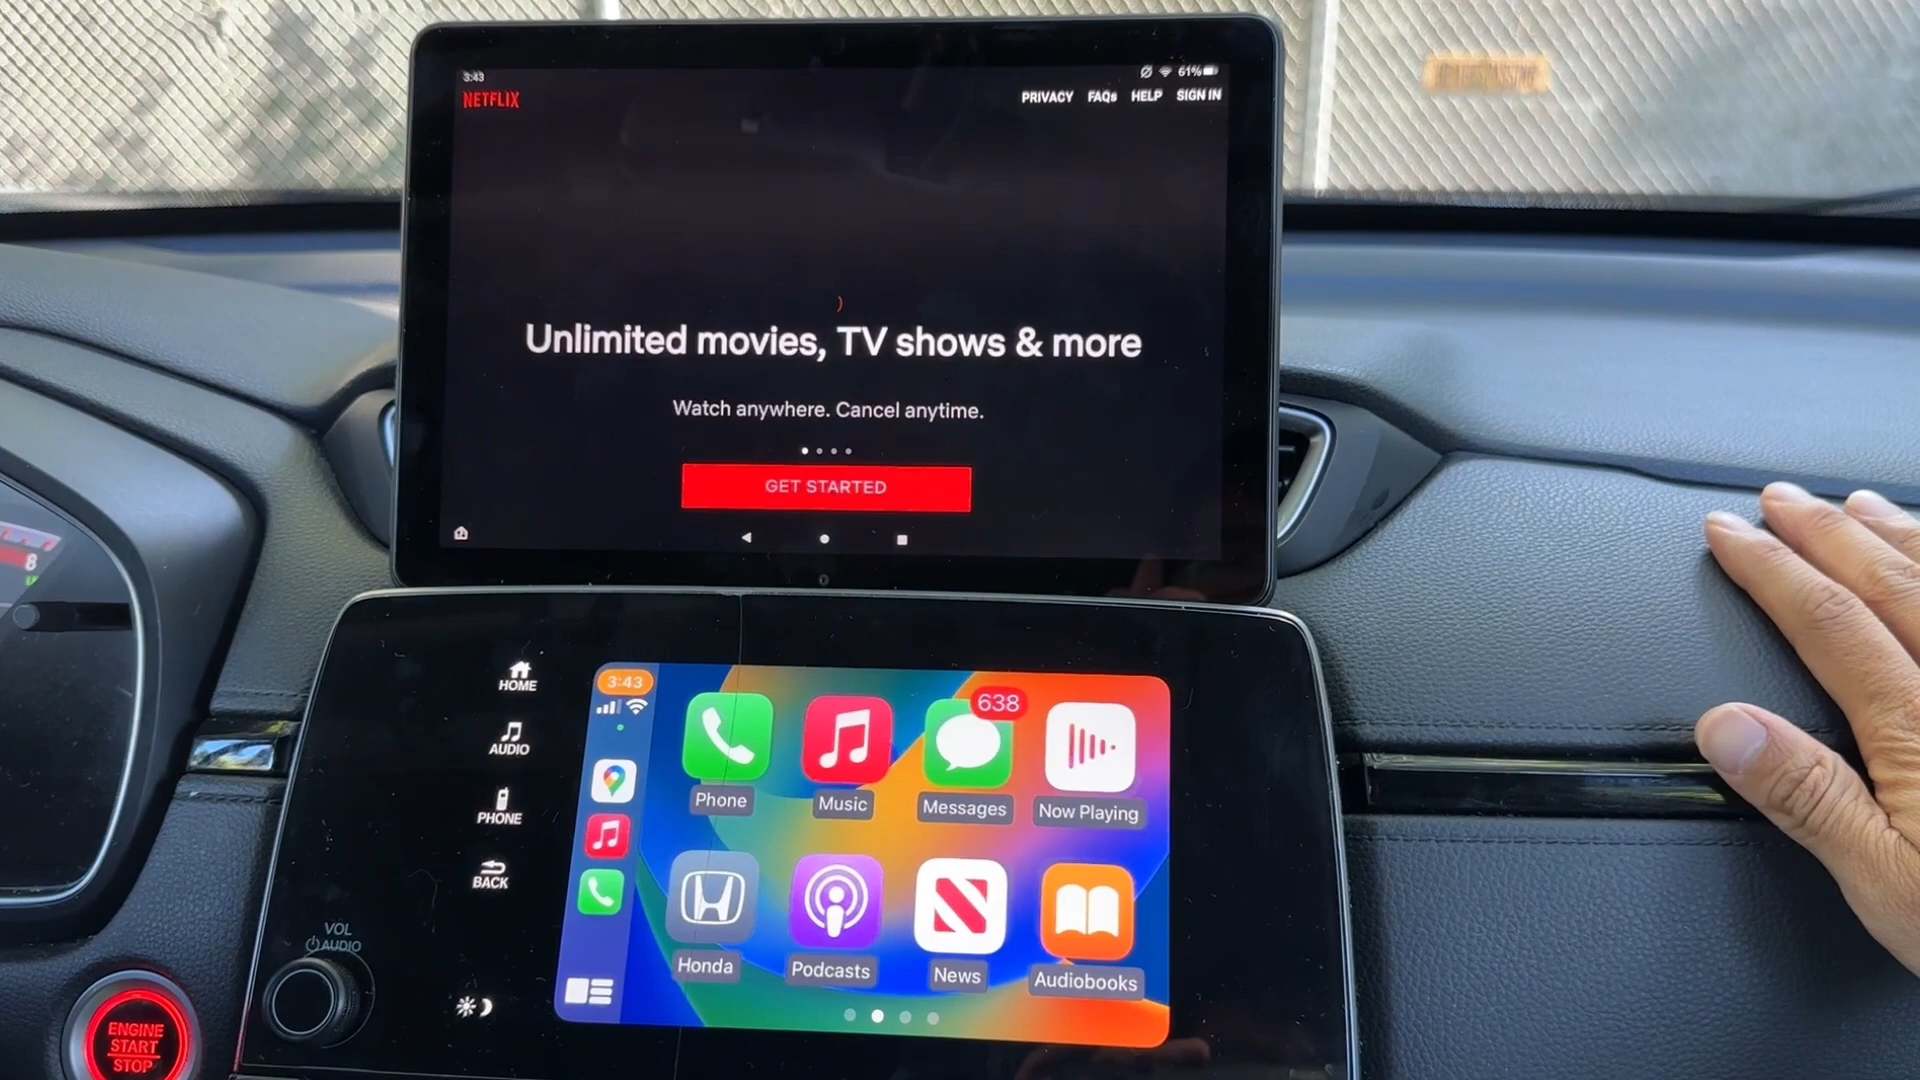 3:43
61%
NETFLIX
PRIVACY FAQs HELP SIGN IN
Unlimited movies, TV shows & more
Watch anywhere. Cancel anytime.
GET STARTED
8
HOME
AUDIO
PHONE
BACK
VOL
AUDIO
ENGINE
START
STOP
3:43
638
Phone
Music
Messages
Now Playing
Honda
Podcasts
News
Audiobooks